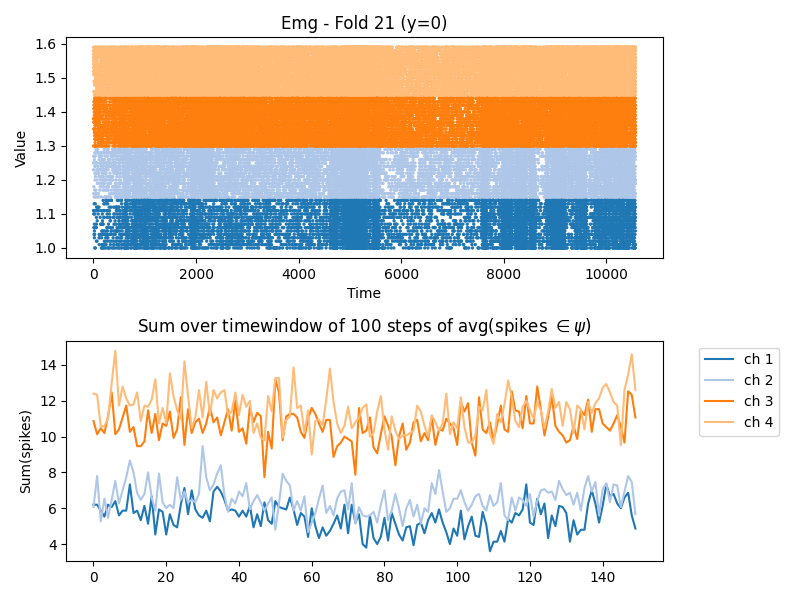 Emg - Fold 21 (y=0)
1.6
1.5
1.4
1.3
1.2
1.1
1.0
Value
0 2000 4000 6000 8000 10000
Time
Sum over timewindow of 100 steps of avg(spikes ∈ψ)
14
12
10
8
6
4
Sum(spikes)
0 20 40 60 80 100 120 140
ch 1
ch 2
ch 3
ch 4